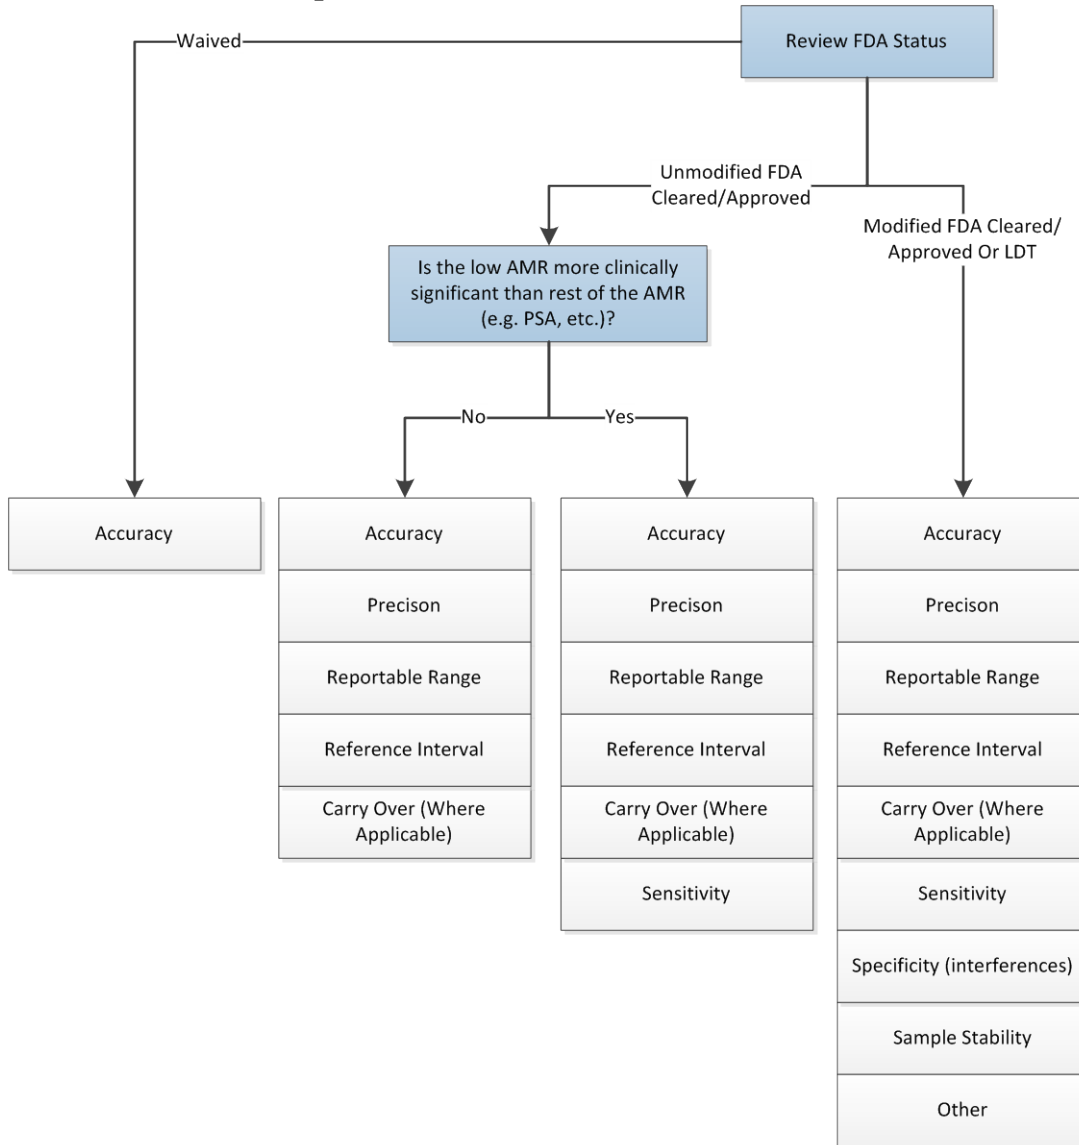 Waived
Review FDA Status
Unmodified FDA
Cleared/Approved
Modified FDA Cleared/
Approved Or LDT
Is the low AMR more clinically
significant than rest of the AMR
(e.g. PSA, etc.)?
No
Yes
Accuracy
Accuracy
Precison
Reportable Range
Reference Interval
Carry Over (Where
Applicable)
Accuracy
Precison
Reportable Range
Reference Interval
Carry Over (Where
Applicable)
Sensitivity
Accuracy
Precison
Reportable Range
Reference Interval
Carry Over (Where
Applicable)
Sensitivity
Specificity (interferences)
Sample Stability
Other